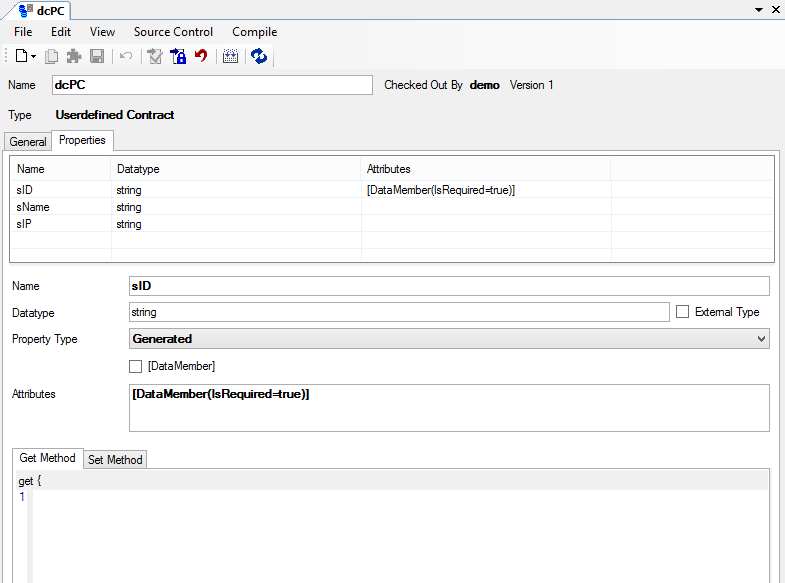 dcPC
File Edit View Source Control Compile
Name dcPC Checked Out By demo Version 1
Type Userdefined Contract
General Properties
Name Datatype Attributes
sID string [DataMember(IsRequired=true)]
sName string
sIP string
Name sID
Datatype string External Type
Property Type Generated
[DataMember]
Attributes [DataMember(IsRequired=true)]
Get Method Set Method
get {
1